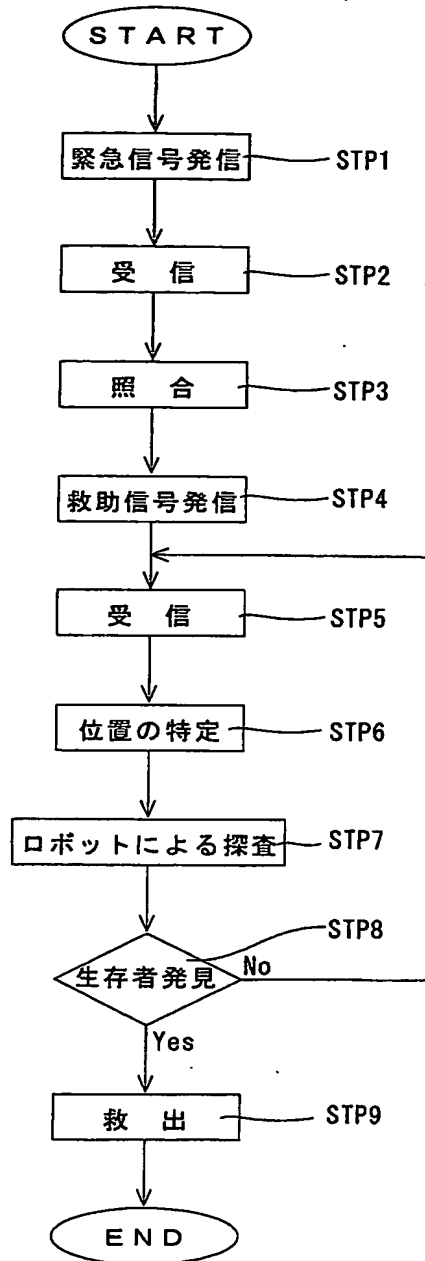 START
緊急信号発信
STP1
受 信
STP2
照 合
STP3
救助信号発信
STP4
受 信
STP5
位置の特定
STP6
ロボットによる探査
STP7
STP8
生存者発見
No
Yes
救 出
STP9
END